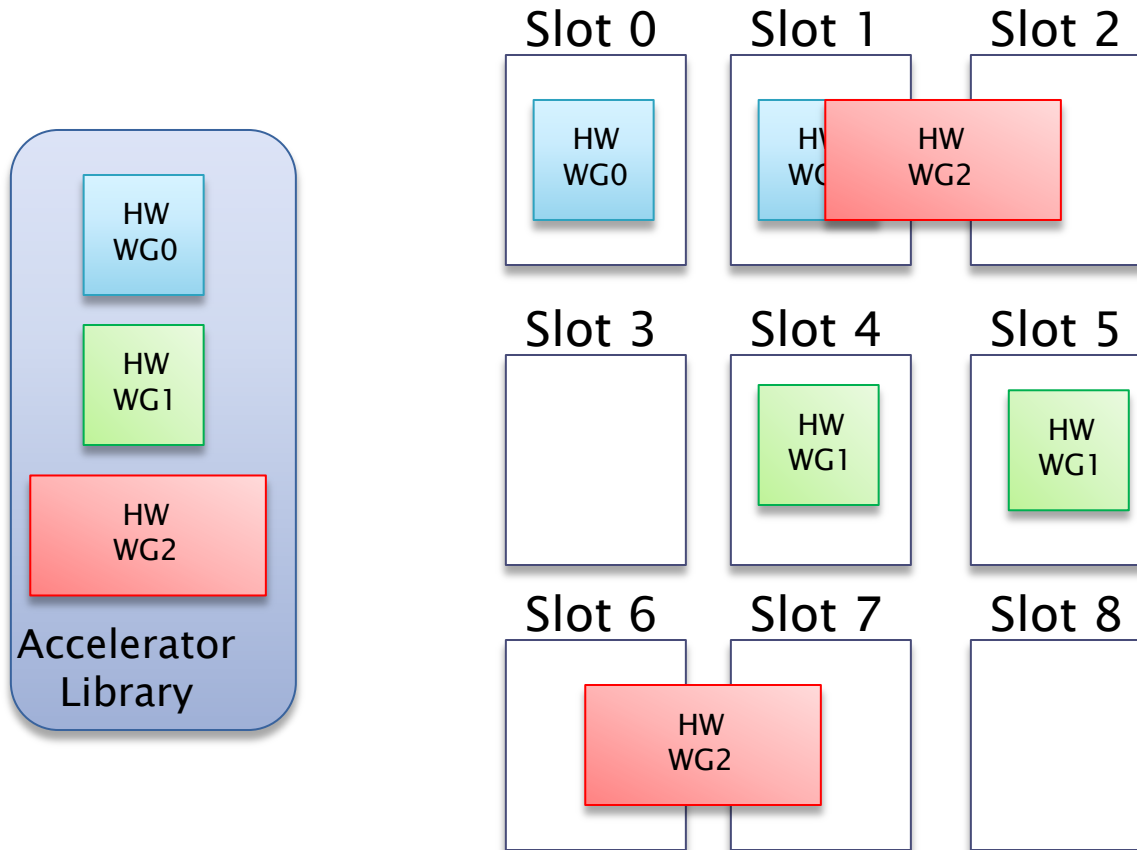 Slot 0
Slot 1
Slot 2
HW
WG0
HW
WG2
HW
WG0
Slot 3
Slot 4
Slot 5
HW
WG1
HW
WG1
HW
WG1
HW
WG2
Slot 6
Slot 7
Slot 8
HW
WG2
Accelerator
Library